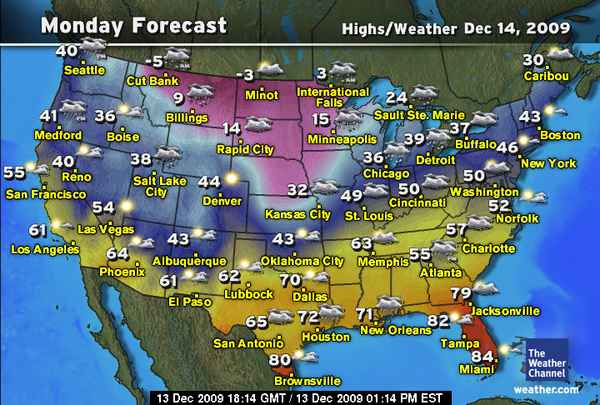 Monday Forecast
Highs/Weather Dec 14, 2009
40
Seattle
-5
Cut Bank
-3
Minot
3
International
Falls
30
Caribou
9
Billings
24
Sault Ste. Marie
41
Medford
36
Boise
14
Rapid City
15
Minneapolis
39
Detroit
37
Buffalo
43
Boston
40
Reno
38
Salt Lake
City
36
Chicago
46
New York
55
San Francisco
44
Denver
32
Kansas City
49
St. Louis
50
Cincinnati
50
Washington
54
Las Vegas
52
Norfolk
61
Los Angeles
64
Phoenix
43
Albuquerque
43
Oklahoma City
63
Memphis
55
Atlanta
57
Charlotte
61
El Paso
62
Lubbock
70
Dallas
79
Jacksonville
65
San Antonio
72
Houston
71
New Orleans
82
Tampa
80
Brownsville
84
Miami
The
Weather
Channel
weather.com
13 Dec 2009 18:14 GMT / 13 Dec 2009 01:14 PM EST